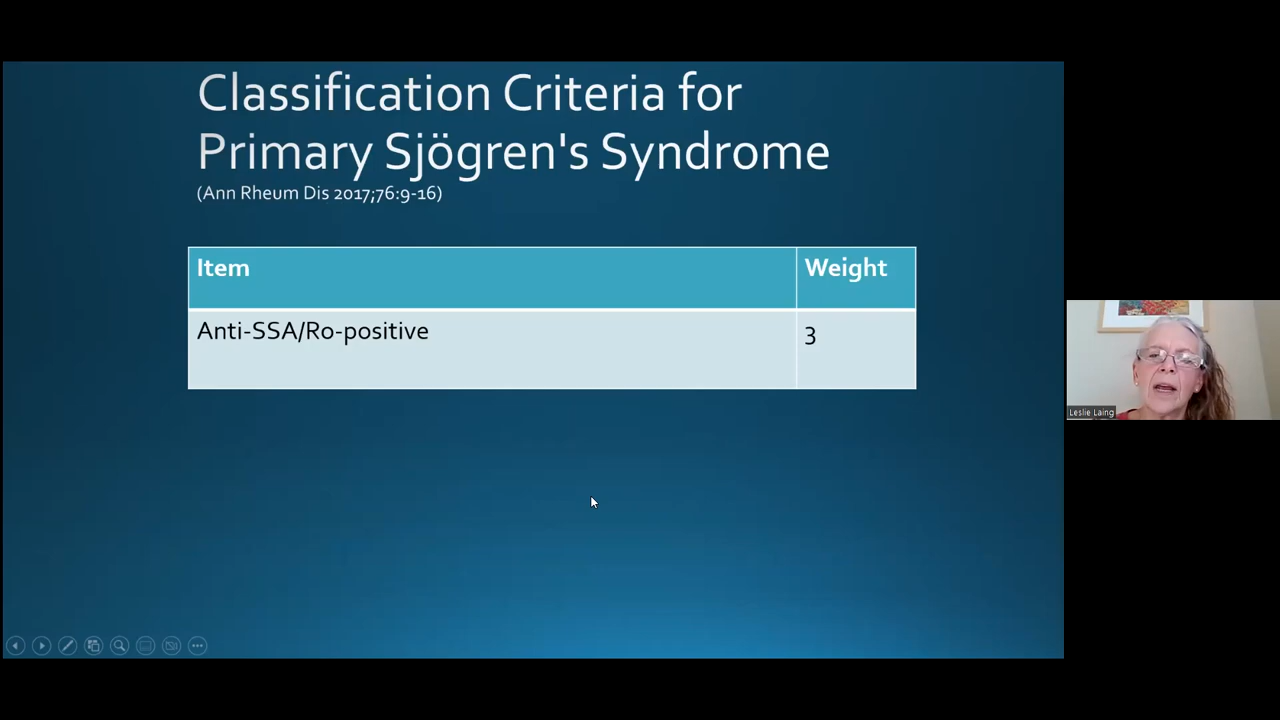 Classification Criteria for
Primary Sjögren's Syndrome
(Ann Rheum Dis 2017;76:9-16)
Item Weight
Anti-SSA/Ro-positive 3
Leslie Laing